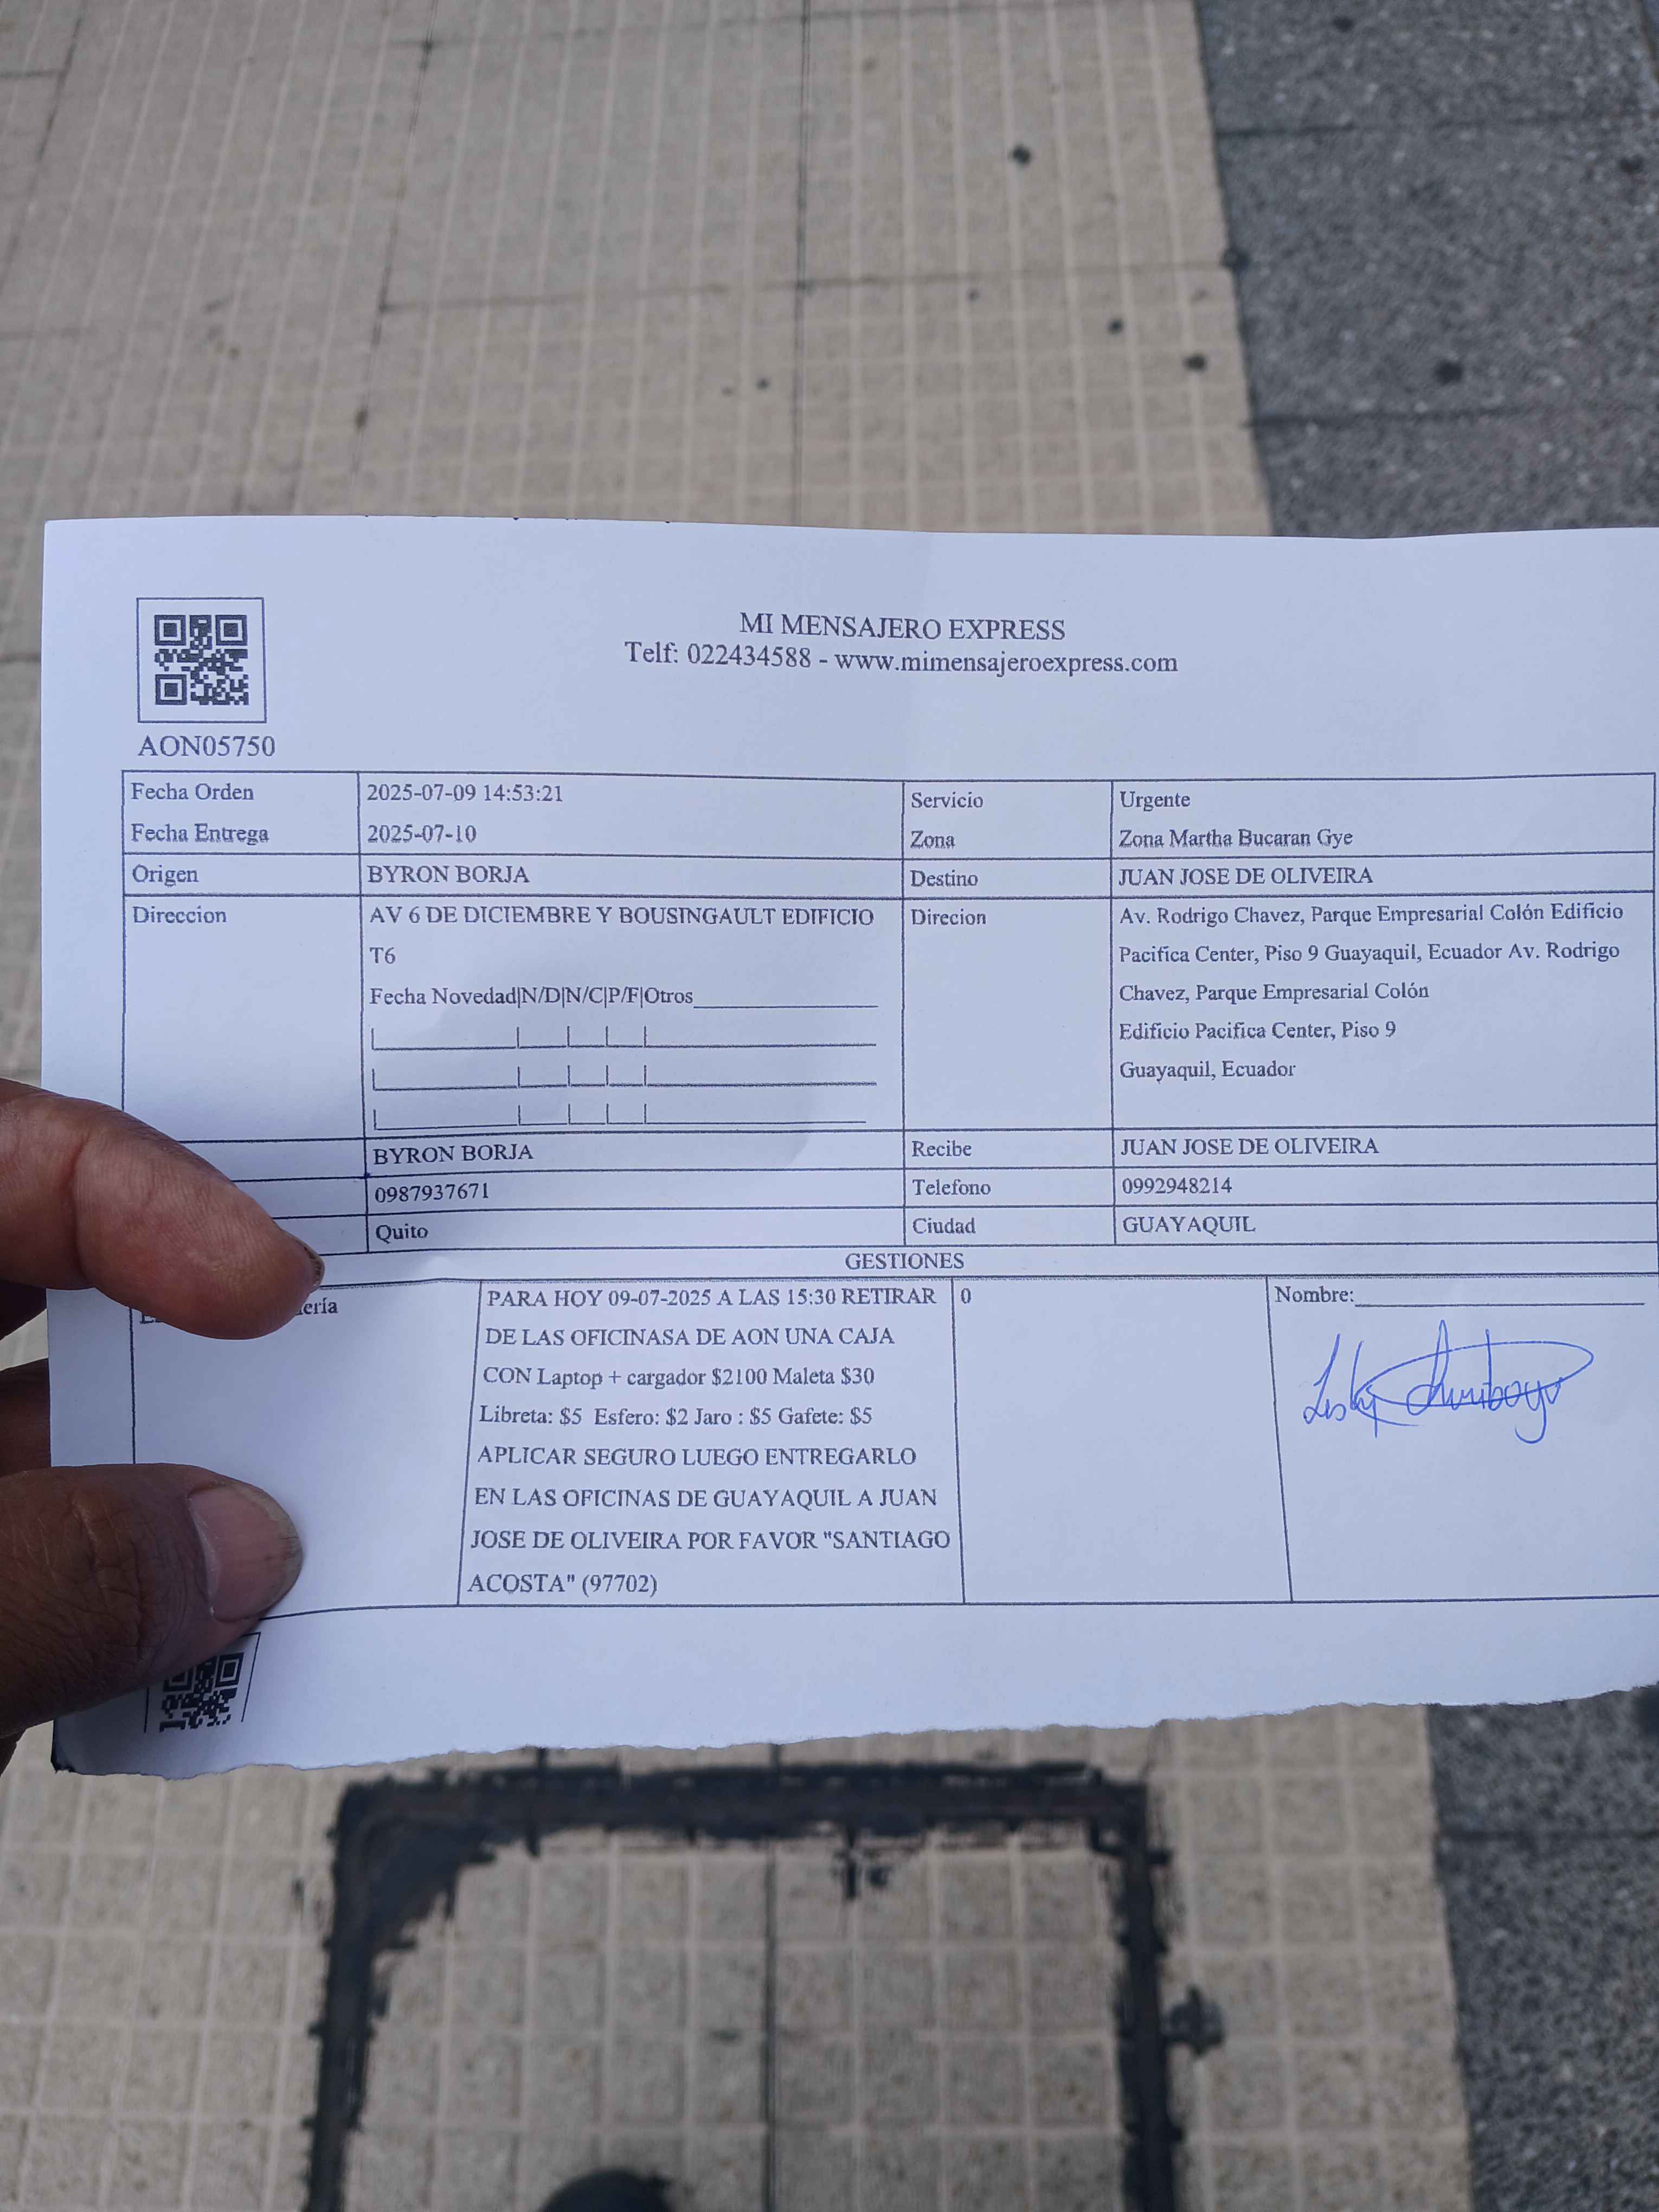 MI MENSAJERO EXPRESS
Telf: 022434588 - www.mimensajeroexpress.com
AON05750
Fecha Orden 2025-07-09 14:53:21 Servicio Urgente
Fecha Entrega 2025-07-10 Zona Zona Martha Bucaran Gye
Origen BYRON BORJA Destino JUAN JOSE DE OLIVEIRA
Direccion AV 6 DE DICIEMBRE Y BOUSINGAULT EDIFICIO
T6
Fecha Novedad|N/D|N/C|P/F|Otros
Direcion Av. Rodrigo Chavez, Parque Empresarial Colón Edificio
Pacifica Center, Piso 9 Guayaquil, Ecuador Av. Rodrigo
Chavez, Parque Empresarial Colón
Edificio Pacifica Center, Piso 9
Guayaquil, Ecuador
BYRON BORJA Recibe JUAN JOSE DE OLIVEIRA
0987937671 Telefono 0992948214
Quito Ciudad GUAYAQUIL
GESTIONES
PARA HOY 09-07-2025 A LAS 15:30 RETIRAR
DE LAS OFICINASA DE AON UNA CAJA
CON Laptop + cargador $2100 Maleta $30
Libreta: $5 Esfero: $2 Jaro : $5 Gafete: $5
APLICAR SEGURO LUEGO ENTREGARLO
EN LAS OFICINAS DE GUAYAQUIL A JUAN
JOSE DE OLIVEIRA POR FAVOR "SANTIAGO
ACOSTA" (97702)
0
Nombre: